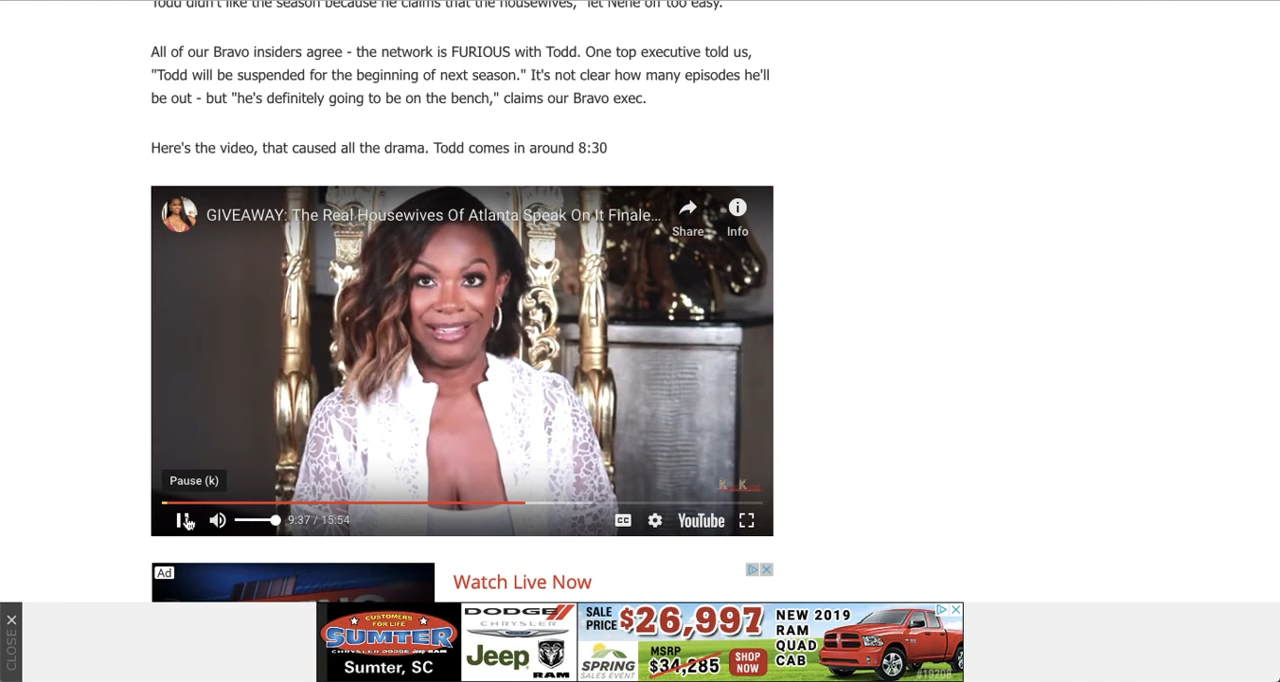 Todd didn't like the season because he claims that the housewives, "let Nene off too easy."
All of our Bravo insiders agree - the network is FURIOUS with Todd. One top executive told us,
"Todd will be suspended for the beginning of next season." It's not clear how many episodes he'll
be out - but "he's definitely going to be on the bench," claims our Bravo exec.
Here's the video, that caused all the drama. Todd comes in around 8:30
GIVEAWAY: The Real Housewives Of Atlanta Speak On It Finale...
Share
Info
Pause (k)
9:37 / 15:54
CC
YouTube
Ad
Watch Live Now
CLOSE X
CUSTOMERS FOR LIFE
SUMTER
CHRYSLER DODGE Jeep RAM
Sumter, SC
DODGE
CHRYSLER
Jeep
RAM
SALE PRICE $26,997
SPRING
SALES EVENT
MSRP
$34,285
SHOP NOW
NEW 2019
RAM
QUAD
CAB
#19208